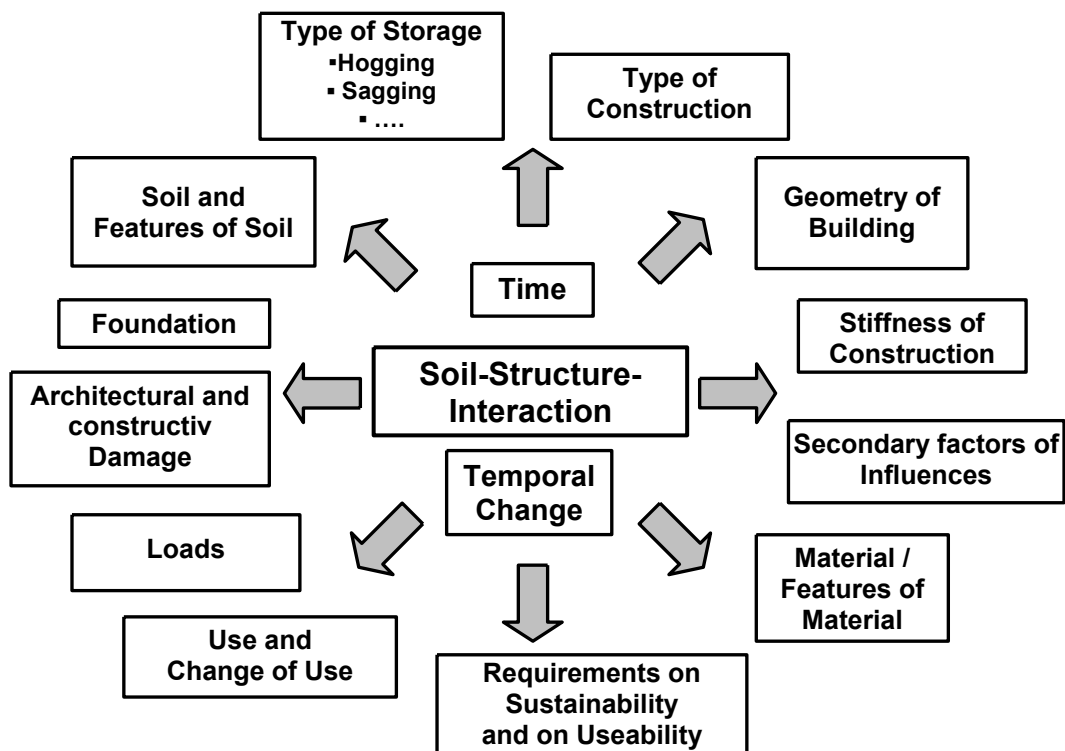 Type of Storage
▪Hogging
▪ Sagging
▪ ....
Type of
Construction
Soil and
Features of Soil
Geometry of
Building
Time
Foundation
Stiffness of
Construction
Soil-Structure-
Interaction
Architectural and
constructiv
Damage
Secondary factors of
Influences
Temporal
Change
Loads
Material /
Features of
Material
Use and
Change of Use
Requirements on
Sustainability
and on Useability